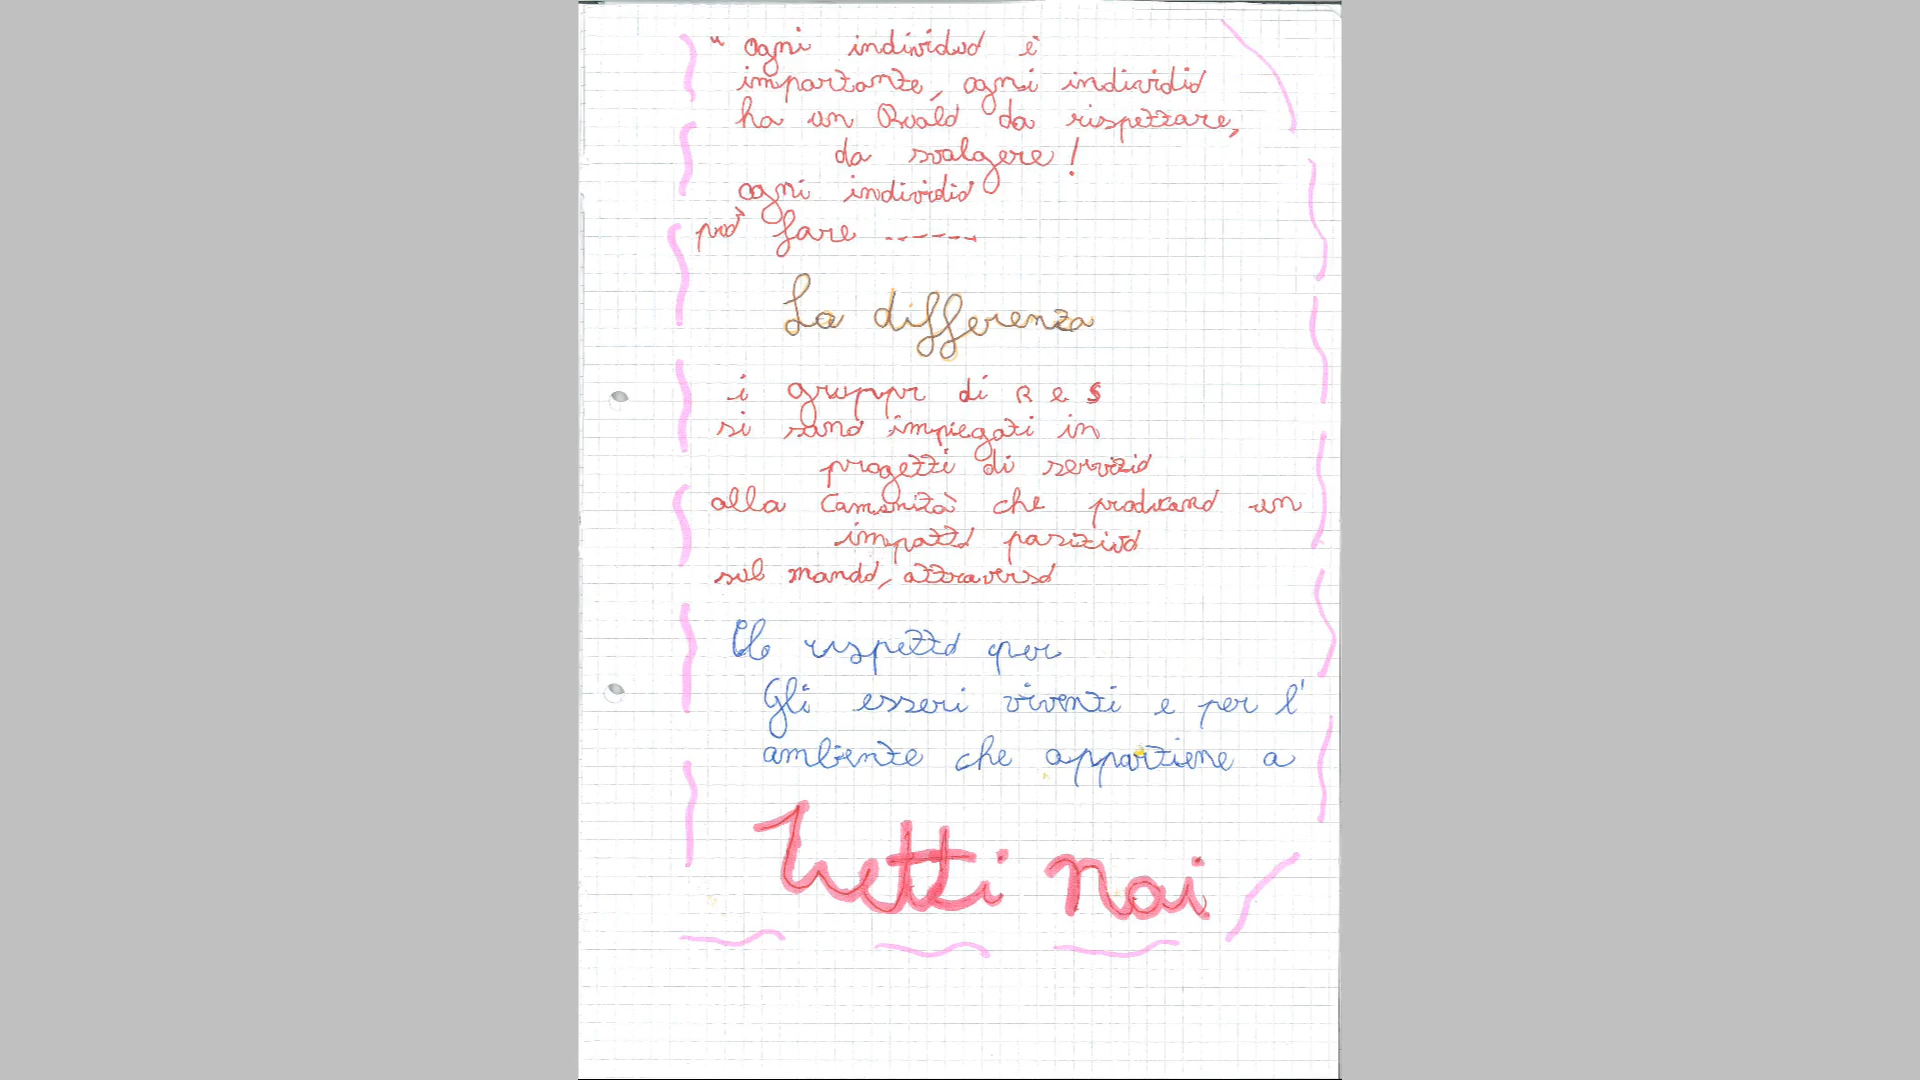 " ogni individuo è
importante, ogni individuo
ha un Ruolo da rispettare,
da svolgere!
ogni individuo
può fare ------
La differenza
i gruppi di R e S
si sono impiegati in
progetti di servizio
alla Comunità che producano un
impatto positivo
sul mondo, attraverso
Il rispetto per
Gli esseri viventi e per l'
ambiente che appartiene a
Tutti noi